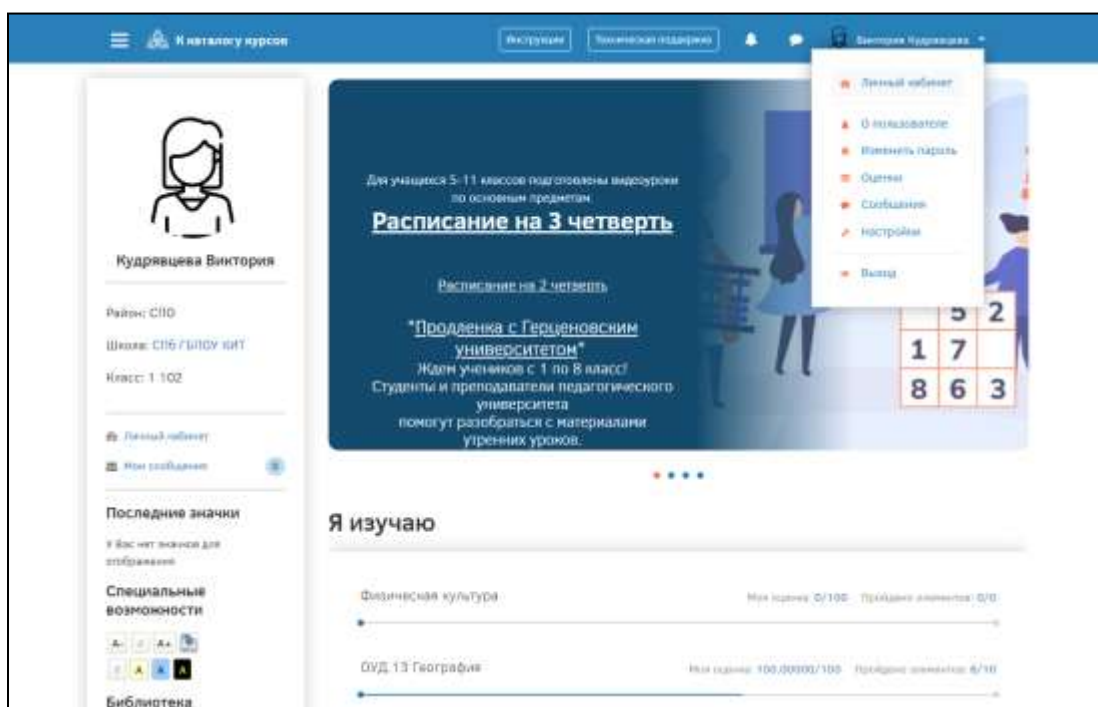 К каталогу курсов
Инструкции
Техническая поддержка
Виктория Кудрявцева
Личный кабинет
О пользователе
Изменить пароль
Оценки
Сообщения
Настройки
Выход
Кудрявцева Виктория
Район: СПО
Школа: СПб ГБПОУ КИТ
Класс: 1 102
Личный кабинет
Мои сообщения
Последние значки
У Вас нет значков для
отображения
Специальные
возможности
A- A A+
A A A A
Библиотека
Для учащихся 5-11 классов подготовлены видеоуроки
по основным предметам
Расписание на 3 четверть
Расписание на 2 четверть
"Продленка с Герценовским
университетом"
Ждем учеников с 1 по 8 класс!
Студенты и преподаватели педагогического
университета
помогут разобраться с материалами
утренних уроков.
5 2
1 7
8 6 3
Я изучаю
Физическая культура
Моя оценка: 0/100 Пройдено элементов: 0/0
ОУД.13 География
Моя оценка: 100.00000/100 Пройдено элементов: 6/10